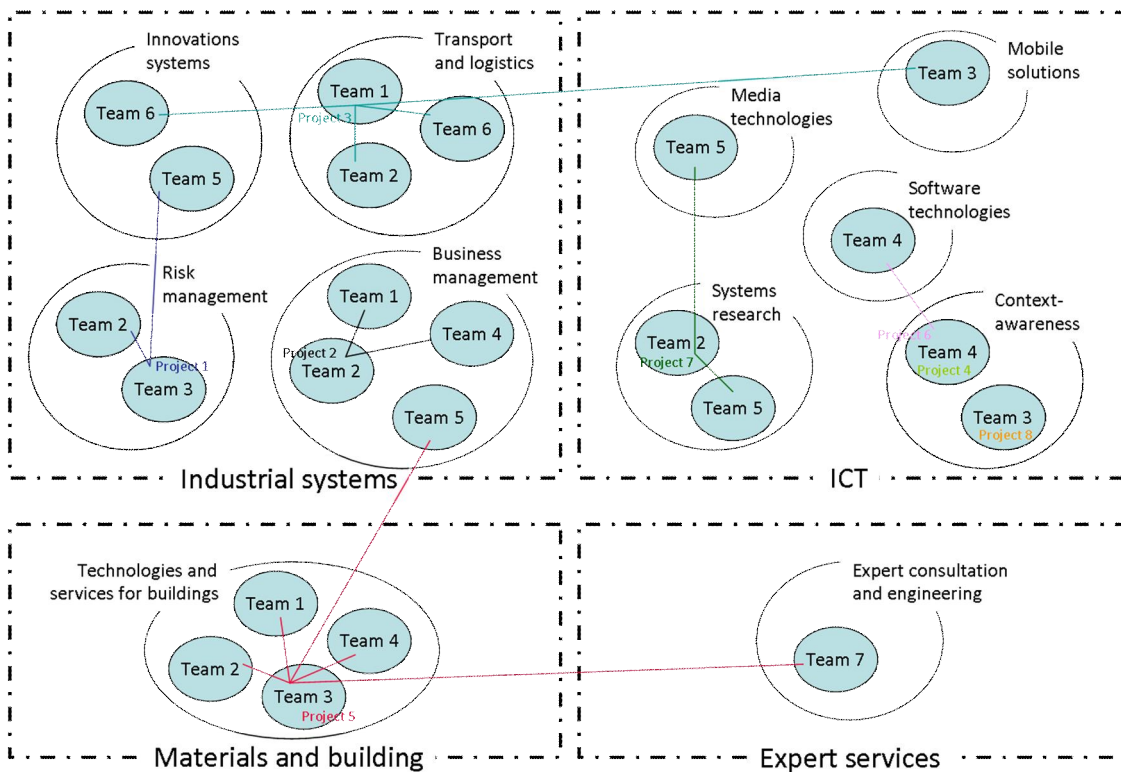 Innovations
systems
Team 6
Team 5
Transport
and logistics
Team 1
Project 3
Team 6
Team 2
Risk
management
Team 2
Project 1
Team 3
Business
management
Team 1
Team 4
Project 2
Team 2
Team 5
Industrial systems
Mobile
solutions
Team 3
Media
technologies
Team 5
Software
technologies
Team 4
Systems
research
Team 2
Project 7
Team 5
Context-
awareness
Project 6
Team 4
Project 4
Team 3
Project 8
ICT
Technologies and
services for buildings
Team 1
Team 4
Team 2
Team 3
Project 5
Materials and building
Expert consultation
and engineering
Team 7
Expert services